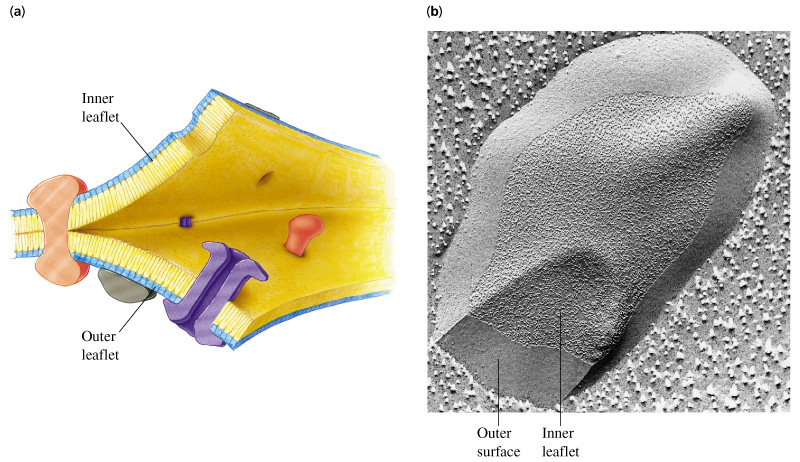 (a)
(b)
Inner
leaflet
Outer
leaflet
Outer
surface
Inner
leaflet